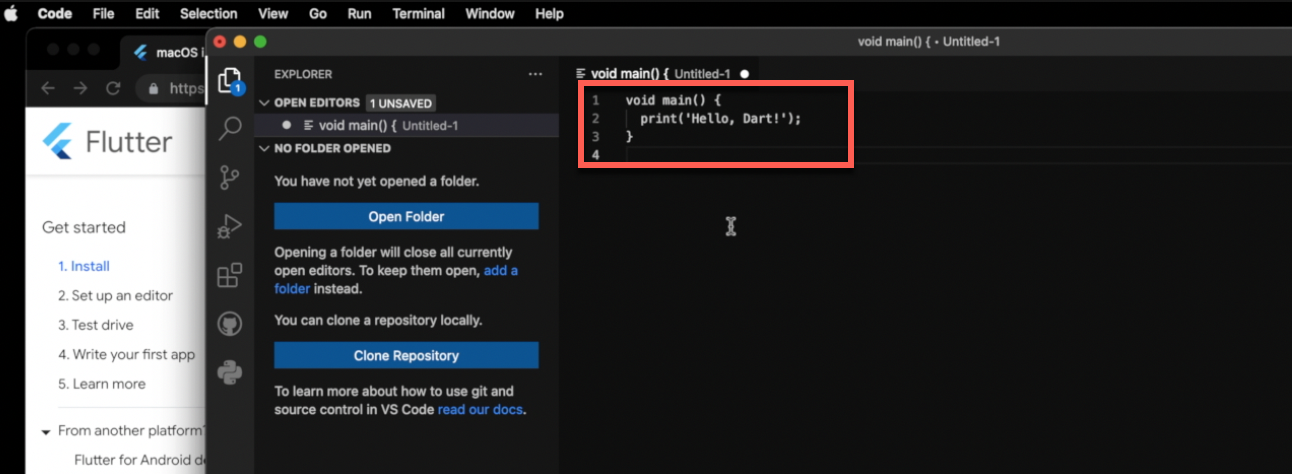 Code File Edit Selection View Go Run Terminal Window Help
macOS i
https
Flutter
Get started
1. Install
2. Set up an editor
3. Test drive
4. Write your first app
5. Learn more
From another platform?
Flutter for Android de
void main() { • Untitled-1
1
EXPLORER ...
OPEN EDITORS 1 UNSAVED
void main() { Untitled-1
NO FOLDER OPENED
You have not yet opened a folder.
Open Folder
Opening a folder will close all currently
open editors. To keep them open, add a
folder instead.
You can clone a repository locally.
Clone Repository
To learn more about how to use git and
source control in VS Code read our docs.
void main() { Untitled-1
1 void main() {
2 print('Hello, Dart!');
3 }
4